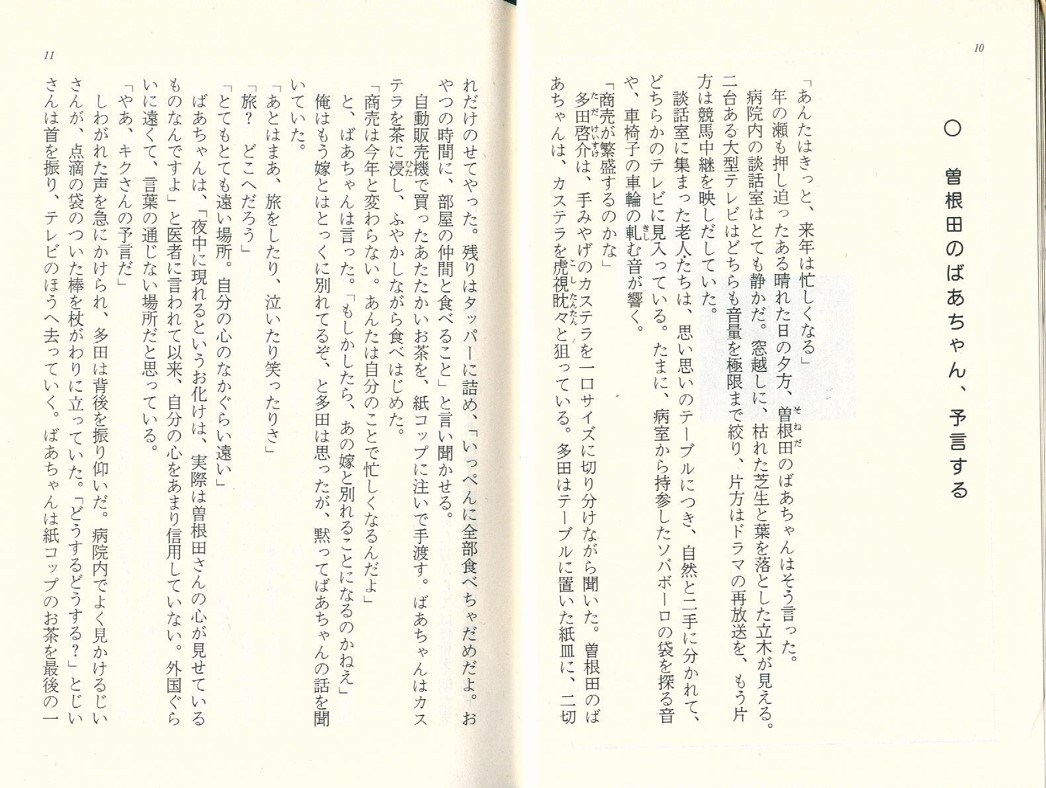 10
〇 曽根田のばあちゃん、予言する
「あんたはきっと、来年は忙しくなる」
年の瀬も押し迫ったある晴れた日の夕方、曽根田のばあちゃんはそう言った。
病院内の談話室はとても静かだ。窓越しに、枯れた芝生と葉を落とした立木が見える。
二台ある大型テレビはどちらも音量を極限まで絞り、片方はドラマの再放送を、もう片
方は競馬中継を映しだしていた。
談話室に集まった老人たちは、思い思いのテーブルにつき、自然と二手に分かれて、
どちらかのテレビに見入っている。たまに、病室から持参したソバボーロの袋を探る音
や、車椅子の車輪の軋む音が響く。
「商売が繁盛するのかな」
多田啓介は、手みやげのカステラを一口サイズに切り分けながら聞いた。曽根田のば
あちゃんは、カステラを虎視眈々と狙っている。多田はテーブルに置いた紙皿に、二切
11
れだけのせてやった。残りはタッパーに詰め、「いっぺんに全部食べちゃだめだよ。お
やつの時間に、部屋の仲間と食べること」と言い聞かせる。
自動販売機で買ったあたたかいお茶を、紙コップに注いで手渡す。ばあちゃんはカス
テラを茶に浸し、ふやかしながら食べはじめた。
「商売は今年と変わらない。あんたは自分のことで忙しくなるんだよ」
と、ばあちゃんは言った。「もしかしたら、あの嫁と別れることになるのかねえ」
俺はもう嫁とはとっくに別れてるぞ、と多田は思ったが、黙ってばあちゃんの話を聞
いていた。
「あとはまあ、旅をしたり、泣いたり笑ったりさ」
「旅? どこへだろう」
「とてもとても遠い場所。自分の心のなかぐらい遠い」
ばあちゃんは、「夜中に現れるというお化けは、実際は曽根田さんの心が見せている
ものなんですよ」と医者に言われて以来、自分の心をあまり信用していない。外国ぐら
いに遠くて、言葉の通じない場所だと思っている。
「やあ、キクさんの予言だ」
しわがれた声を急にかけられ、多田は背後を振り仰いだ。病院内でよく見かけるじい
さんが、点滴の袋のついた棒を杖がわりに立っていた。「どうするどうする?」とじい
さんは首を振り、テレビのほうへ去っていく。ばあちゃんは紙コップのお茶を最後の一